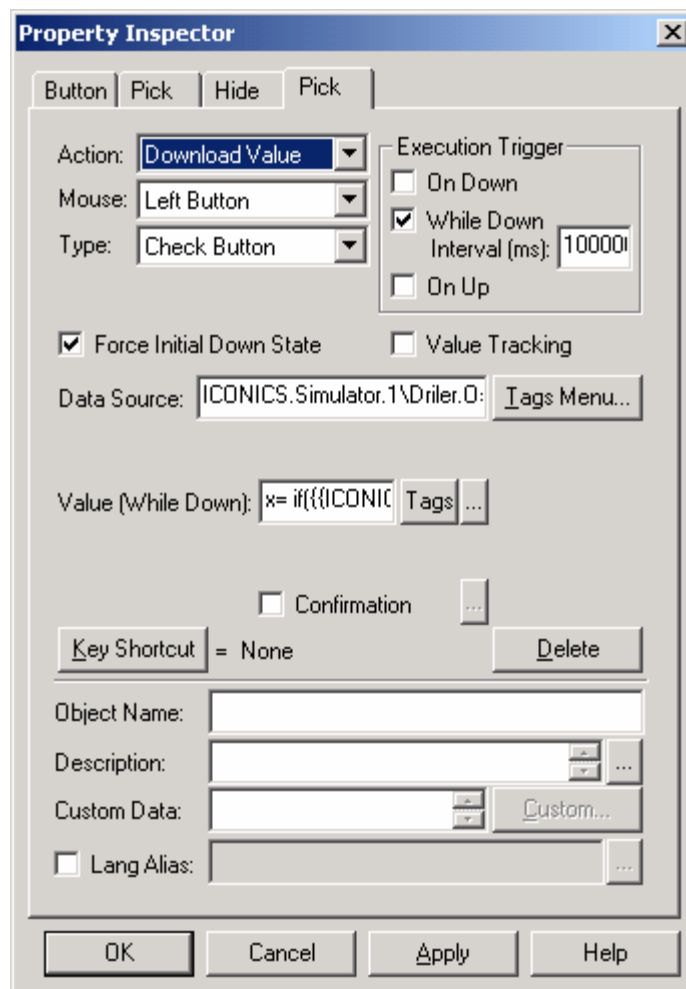 Property Inspector
Button Pick Hide Pick
Action: Download Value
Execution Trigger
On Down
Mouse: Left Button
While Down
Interval (ms): 10000
Type: Check Button
On Up
Force Initial Down State Value Tracking
Data Source: ICONICS.Simulator.1\Driler.O: Tags Menu...
Value (While Down): x= if({{ICONIC Tags ...
Confirmation ...
Key Shortcut = None Delete
Object Name:
Description: ...
Custom Data: Custom...
Lang Alias: ...
OK Cancel Apply Help